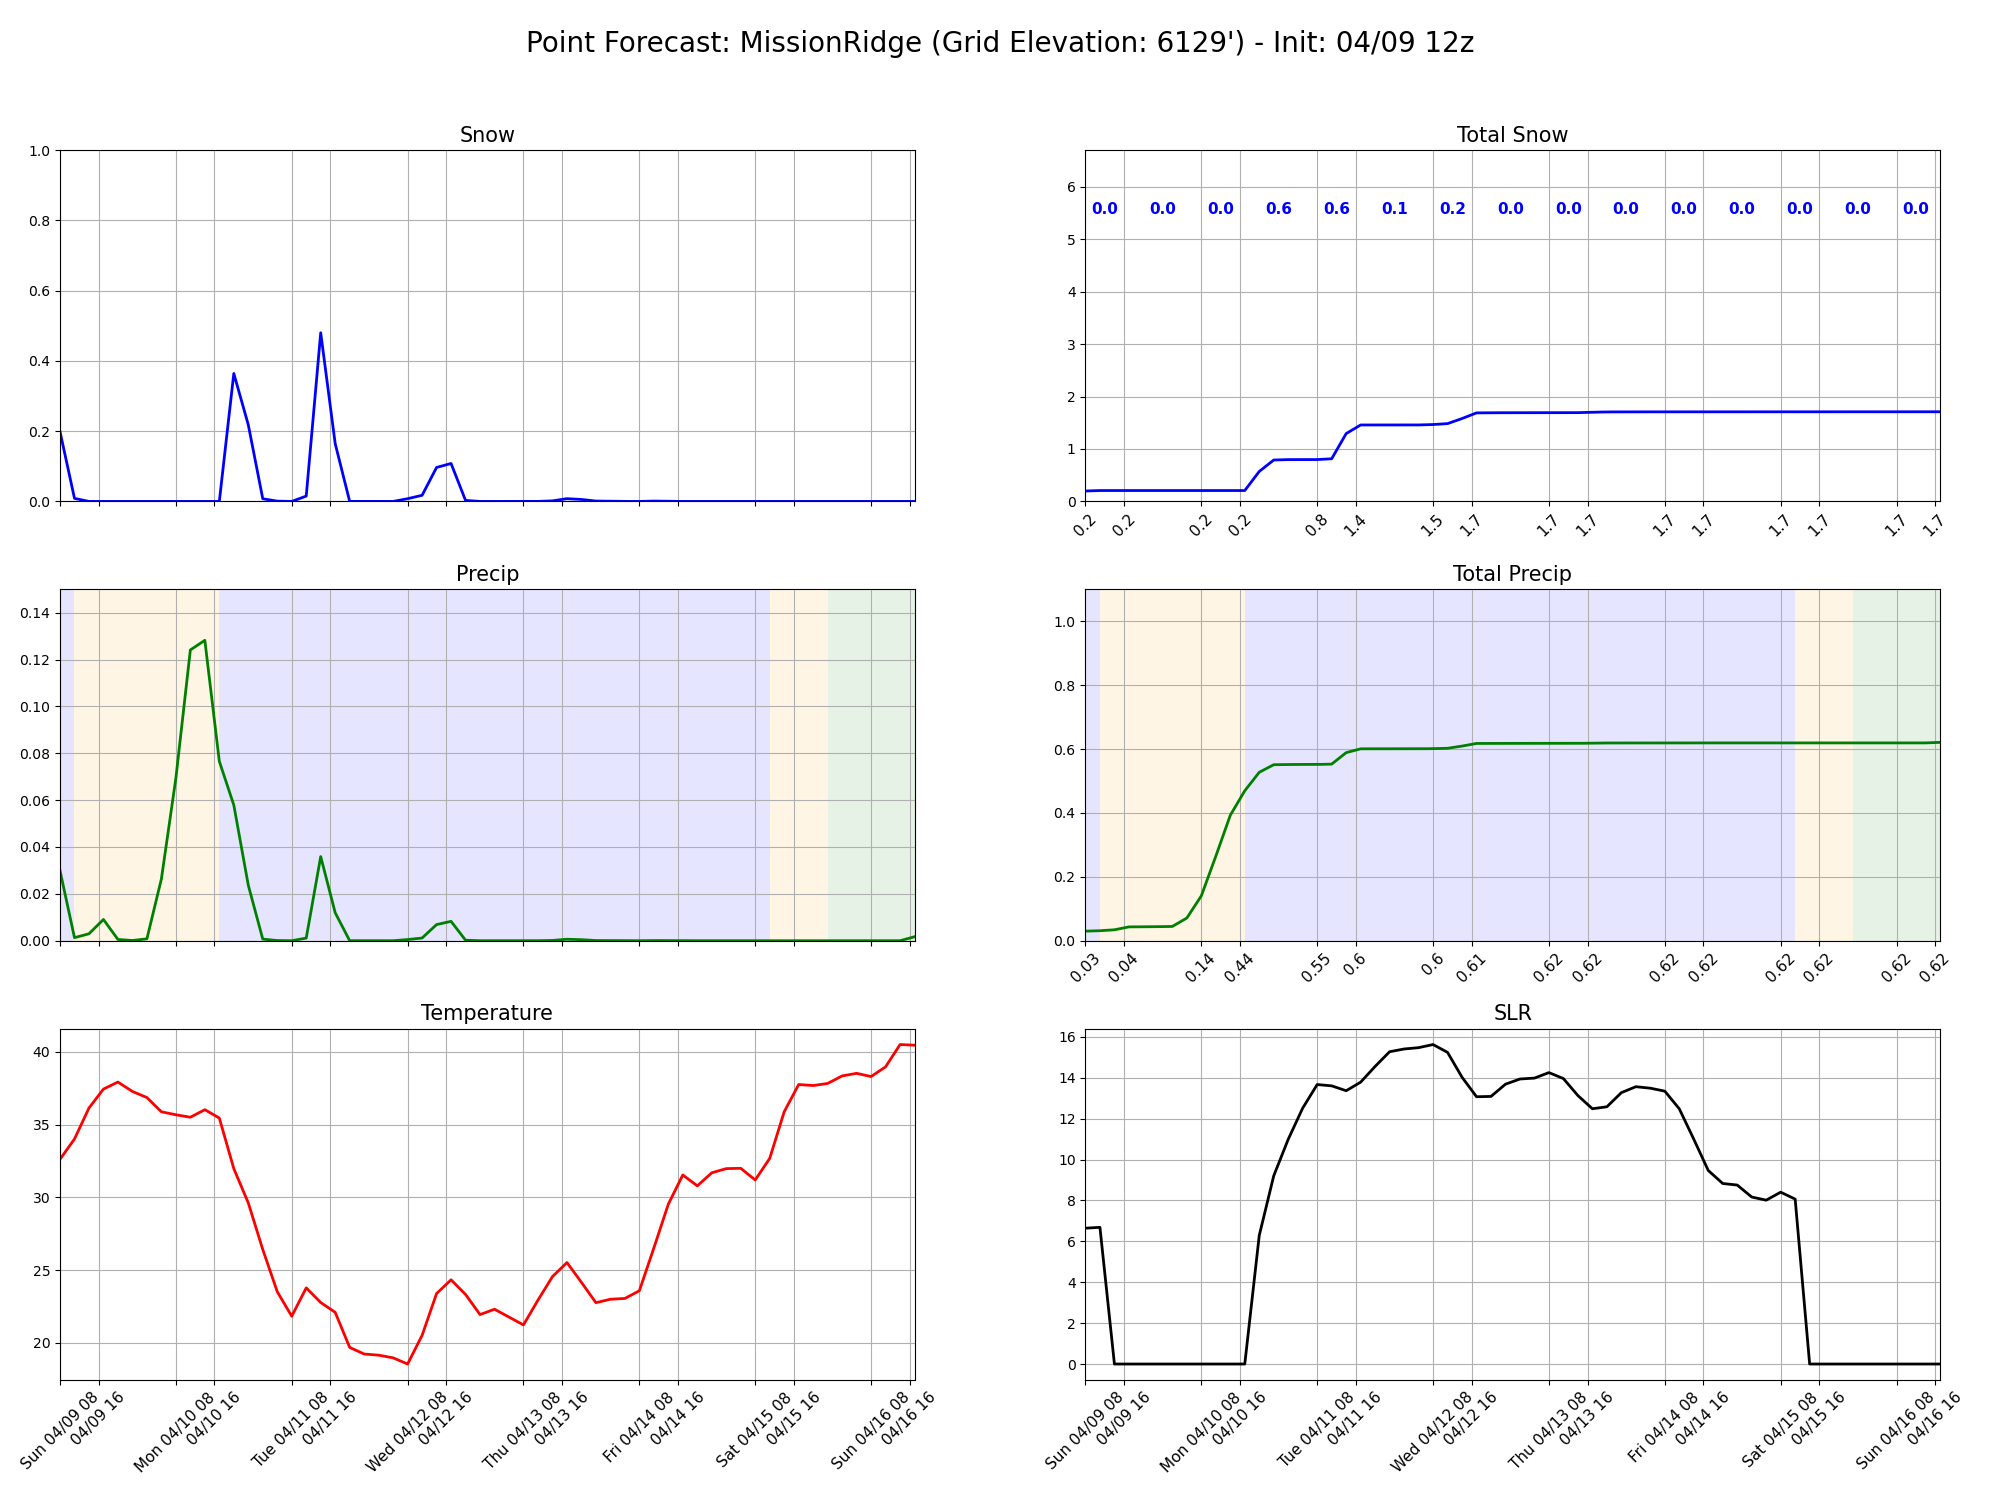 Point Forecast: MissionRidge (Grid Elevation: 6129') - Init: 04/09 12z
Snow
1.0
0.8
0.6
0.4
0.2
0.0
Total Snow
6
5
4
3
2
1
0
0.0 0.0 0.0 0.6 0.6 0.1 0.2 0.0 0.0 0.0 0.0 0.0 0.0 0.0 0.0
0.2 0.2 0.2 0.2 0.8 1.4 1.5 1.7 1.7 1.7 1.7 1.7 1.7 1.7 1.7 1.7
Precip
0.14
0.12
0.10
0.08
0.06
0.04
0.02
0.00
Total Precip
1.0
0.8
0.6
0.4
0.2
0.0
0.03 0.04 0.14 0.44 0.55 0.6 0.6 0.61 0.62 0.62 0.62 0.62 0.62 0.62 0.62 0.62
Temperature
40
35
30
25
20
Sun 04/09 08
04/09 16
Mon 04/10 08
04/10 16
Tue 04/11 08
04/11 16
Wed 04/12 08
04/12 16
Thu 04/13 08
04/13 16
Fri 04/14 08
04/14 16
Sat 04/15 08
04/15 16
Sun 04/16 08
04/16 16
SLR
16
14
12
10
8
6
4
2
0
Sun 04/09 08
04/09 16
Mon 04/10 08
04/10 16
Tue 04/11 08
04/11 16
Wed 04/12 08
04/12 16
Thu 04/13 08
04/13 16
Fri 04/14 08
04/14 16
Sat 04/15 08
04/15 16
Sun 04/16 08
04/16 16